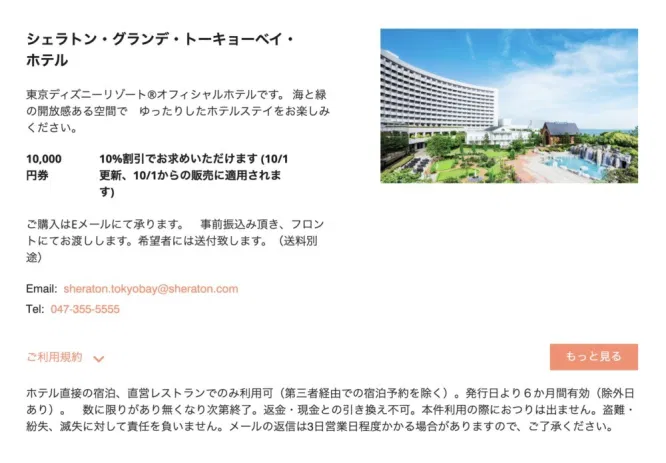 シェラトン・グランデ・トーキョーベイ・
ホテル
東京ディズニーリゾート®オフィシャルホテルです。 海と緑
の開放感ある空間で　ゆったりしたホテルステイをお楽しみ
ください。
10,000 10%割引でお求めいただけます (10/1
円券 更新、10/1からの販売に適用されま
す)
ご購入はEメールにて承ります。　事前振込み頂き、フロン
トにてお渡しします。希望者には送付致します。（送料別
途）
Email: sheraton.tokyobay@sheraton.com
Tel: 047-355-5555
ご利用規約
もっと見る
ホテル直接の宿泊、直営レストランでのみ利用可（第三者経由での宿泊予約を除く）。発行日より６か月間有効（除外日
あり）。　数に限りがあり無くなり次第終了。返金・現金との引き換え不可。本件利用の際におつりは出ません。盗難・
紛失、滅失に対して責任を負いません。メールの返信は3日営業日程度かかる場合がありますので、ご了承ください。